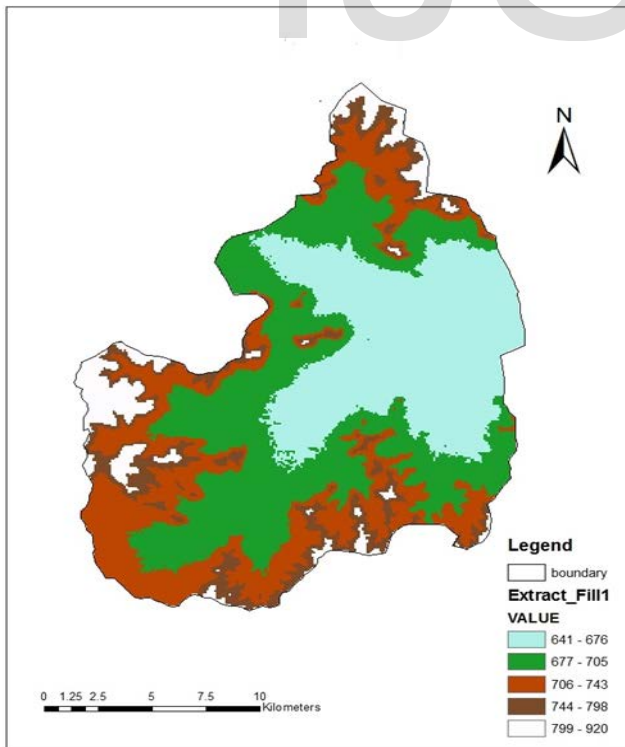 N
Legend
boundary
Extract_Fill1
VALUE
641 - 676
677 - 705
706 - 743
744 - 798
799 - 920
0 1.25 2.5 5 7.5 10
Kilometers